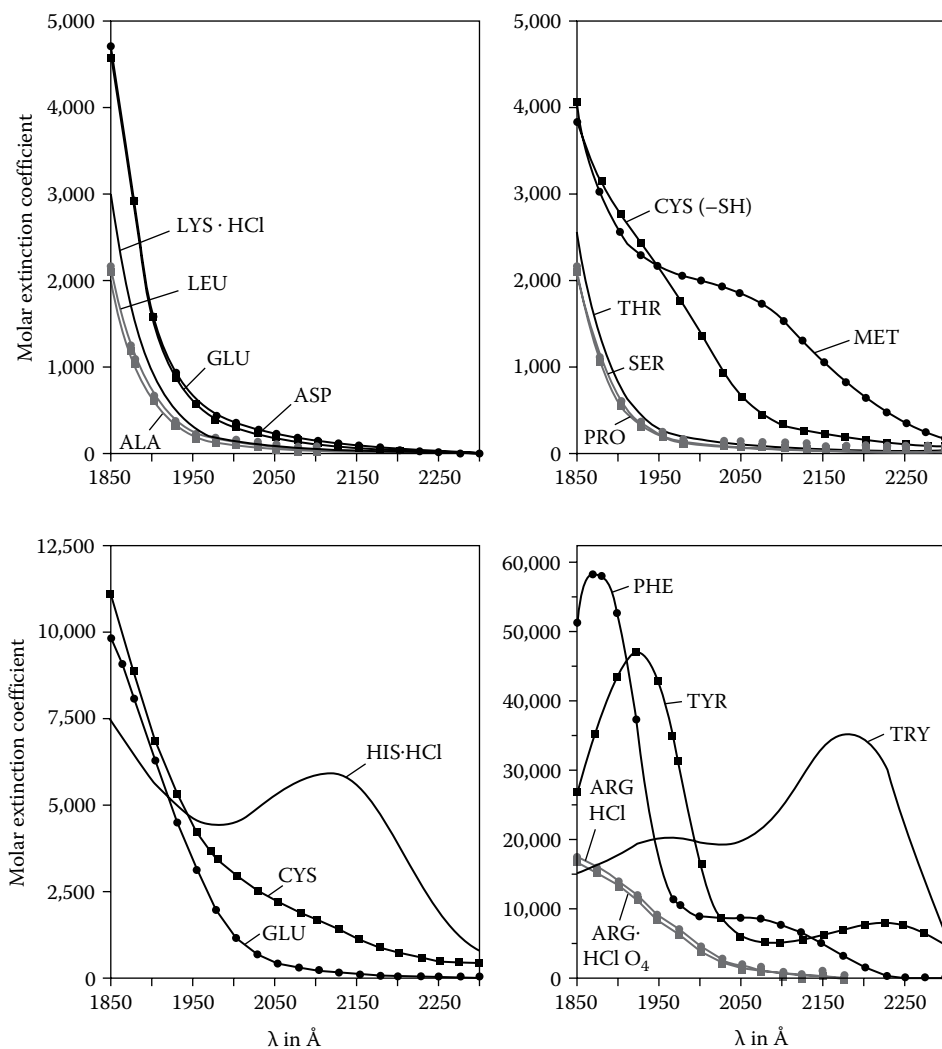 5,000
4,000
3,000
2,000
1,000
0
Molar extinction coefficient
LYS · HCl
LEU
GLU
ASP
ALA
1850
1950
2050
2150
2250
5,000
4,000
3,000
2,000
1,000
0
CYS (–SH)
THR
MET
SER
PRO
1850
1950
2050
2150
2250
12,500
10,000
7,500
5,000
2,500
0
Molar extinction coefficient
HIS·HCl
CYS
GLU
1850
1950
2050
2150
2250
λ in Å
60,000
50,000
40,000
30,000
20,000
10,000
0
PHE
TYR
TRY
ARG
HCl
ARG·
HCl O4
1850
1950
2050
2150
2250
λ in Å